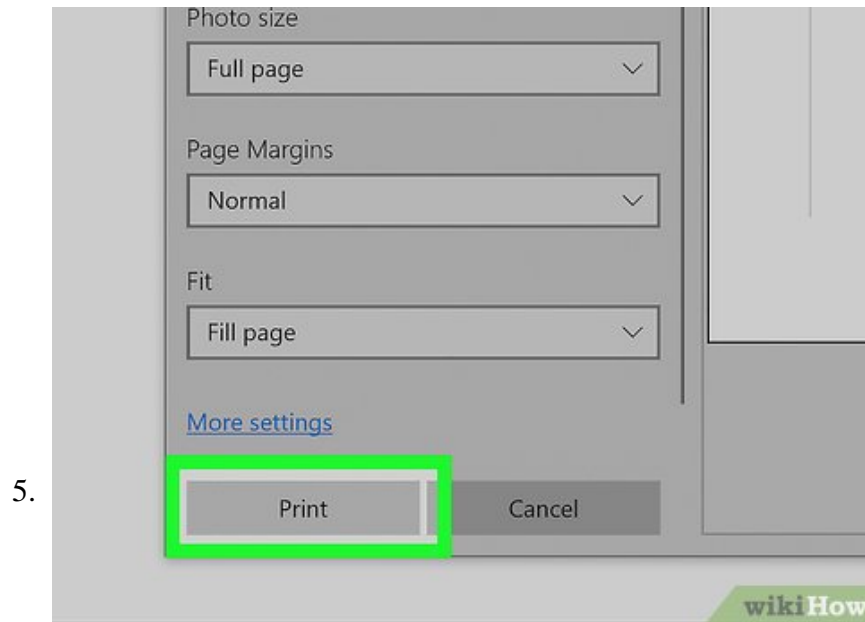 Photo size
Full page
Page Margins
Normal
Fit
Fill page
More settings
5.
Print Cancel
wikiHow